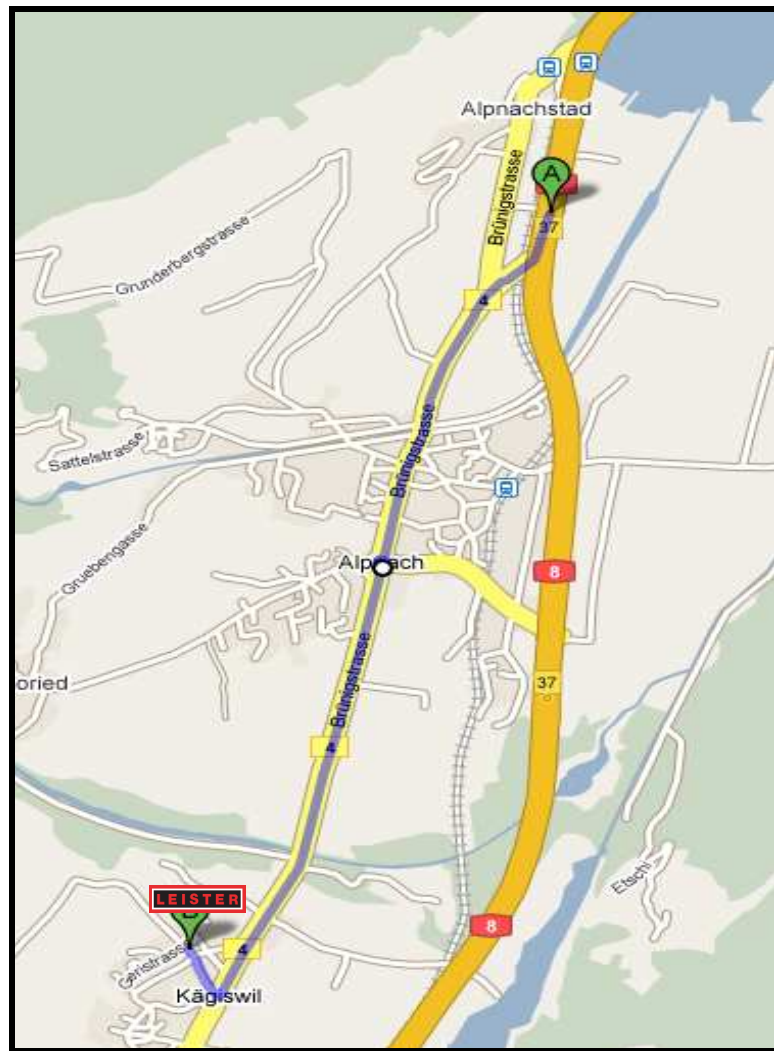 Alpnachstad
Brünigstrasse
A
37
Grunderbergstrasse
4
Brünigstrasse
Sattelstrasse
Gruebengasse
Alpnach
8
Brünigstrasse
oried
37
4
Etschi
LEISTER
8
4
Geristrasse
Kägiswil